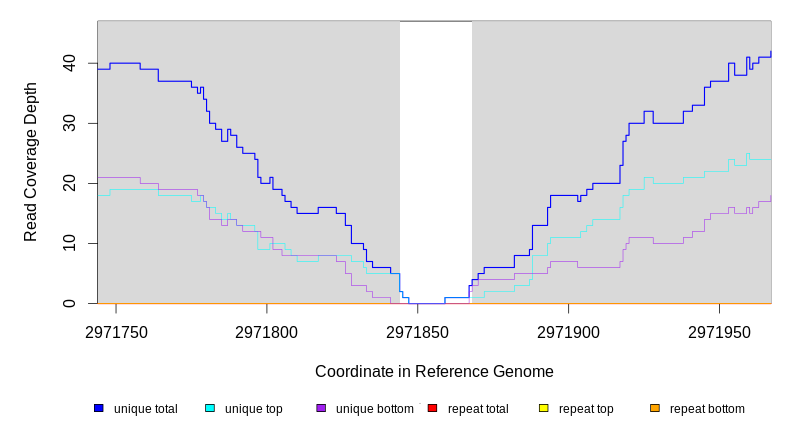 Read Coverage Depth
40
30
20
10
0
2971750 2971800 2971850 2971900 2971950
Coordinate in Reference Genome
unique total unique top unique bottom repeat total repeat top repeat bottom